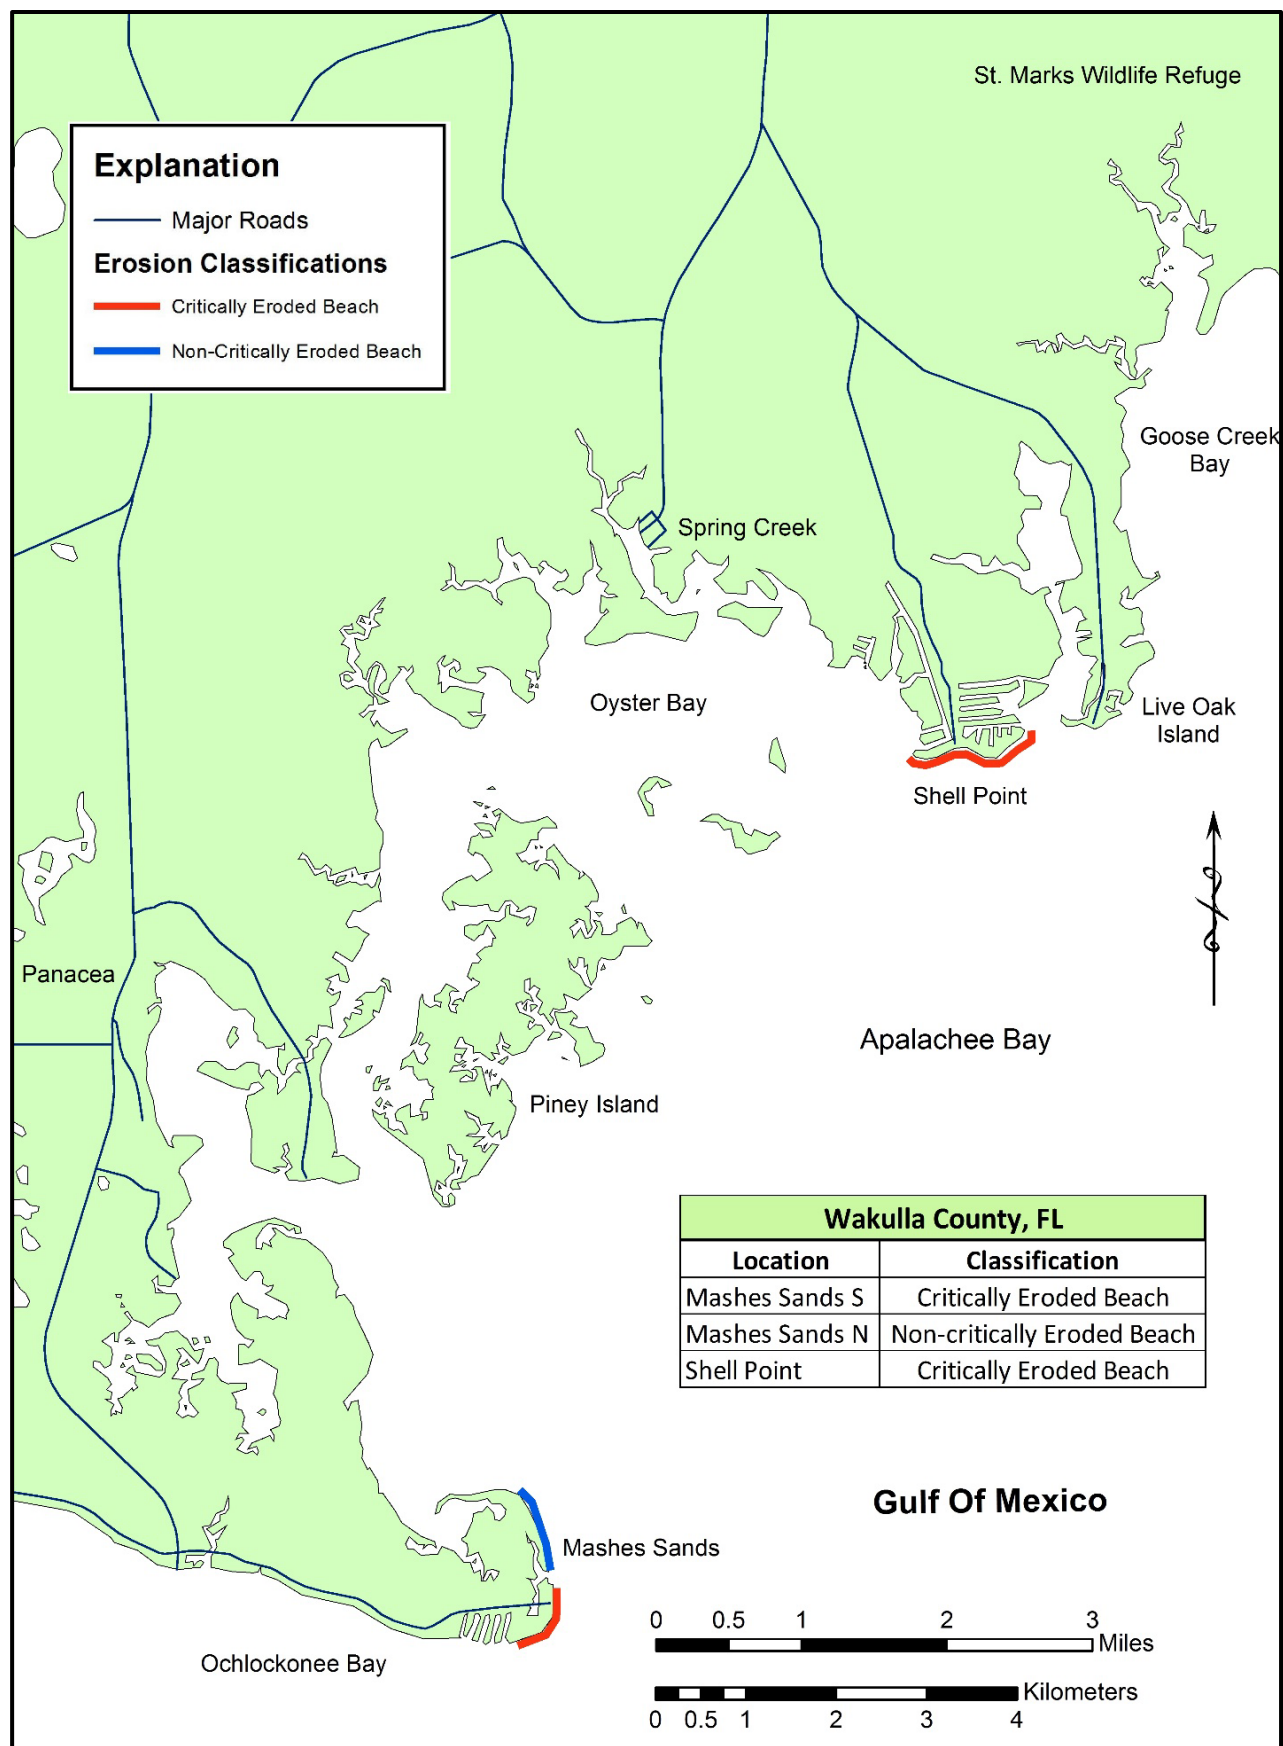 St. Marks Wildlife Refuge
Explanation
Major Roads
Erosion Classifications
Critically Eroded Beach
Non-Critically Eroded Beach
Goose Creek
Bay
Spring Creek
Oyster Bay
Live Oak
Island
Shell Point
Panacea
Apalachee Bay
Piney Island
Wakulla County, FL
Location Classification
Mashes Sands S Critically Eroded Beach
Mashes Sands N Non-critically Eroded Beach
Shell Point Critically Eroded Beach
Gulf Of Mexico
Mashes Sands
Ochlockonee Bay
0 0.5 1 2 3
Miles
Kilometers
0 0.5 1 2 3 4